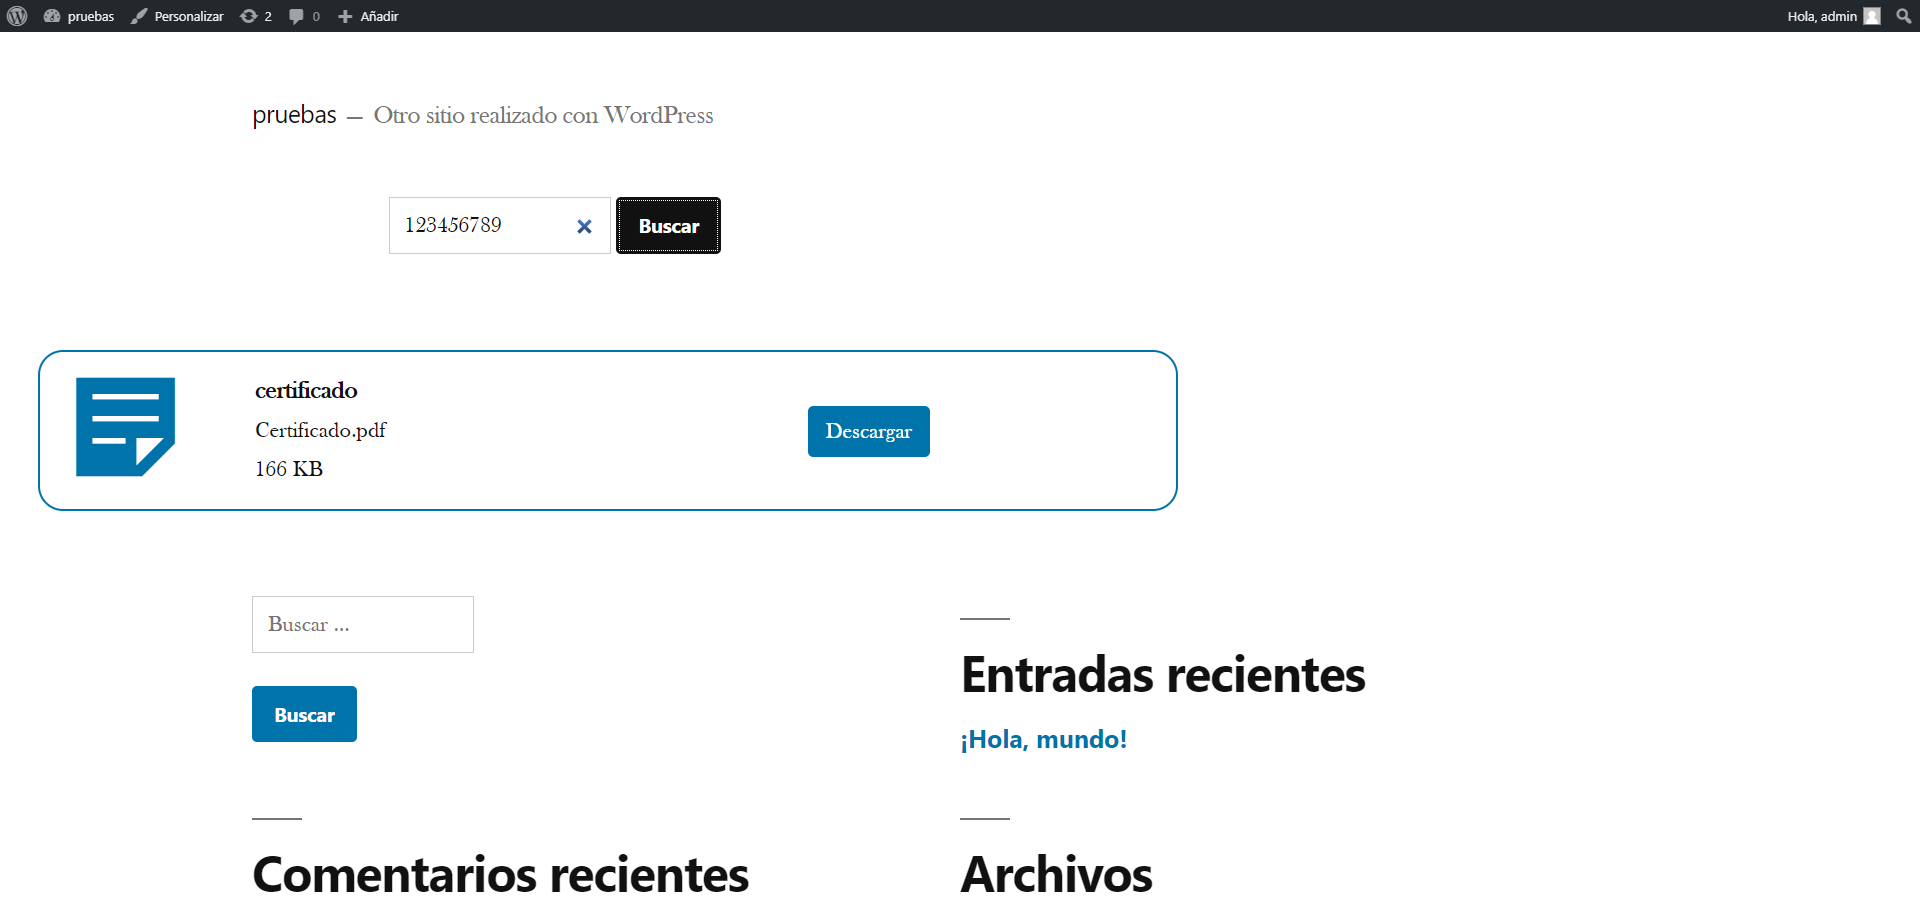 pruebas Personalizar 2 0 Añadir Hola, admin
pruebas — Otro sitio realizado con WordPress
123456789 Buscar
certificado
Certificado.pdf
166 KB
Descargar
Buscar ...
Buscar
Entradas recientes
¡Hola, mundo!
Comentarios recientes
Archivos